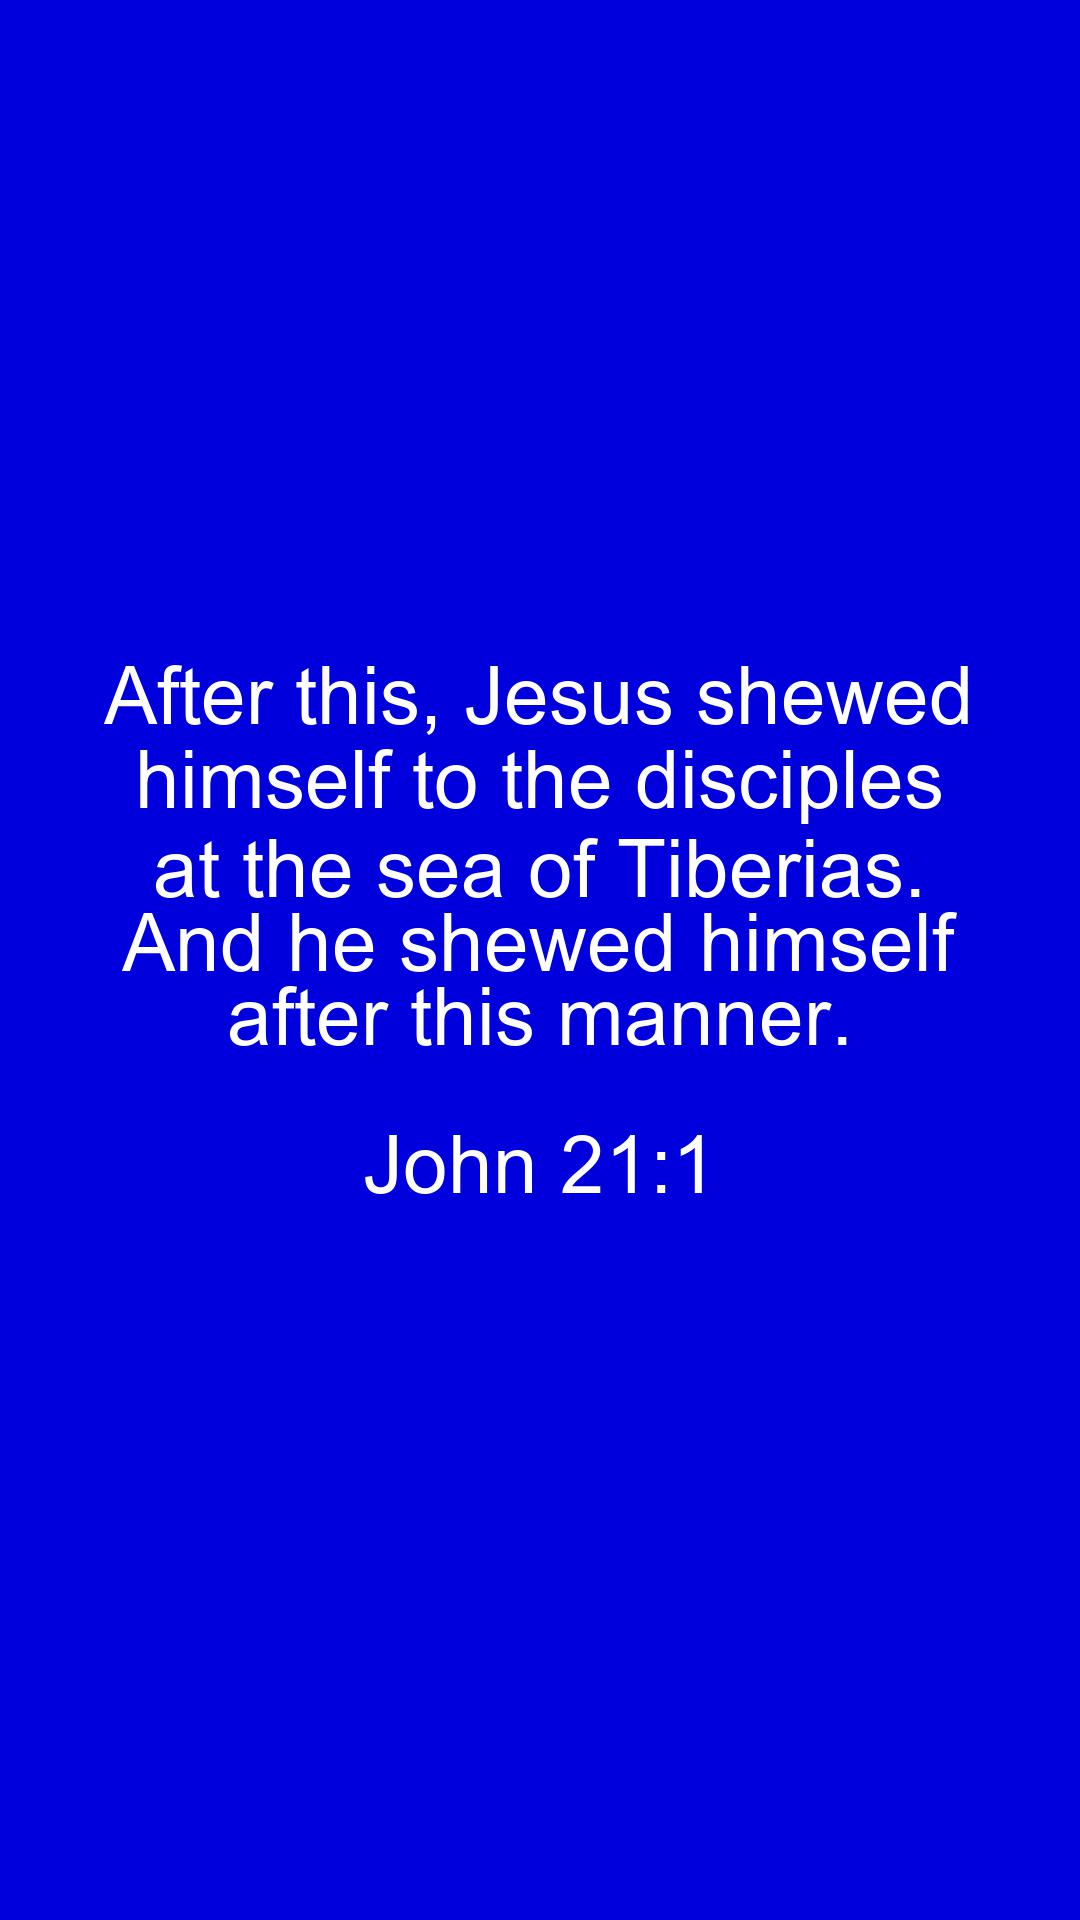 After this, Jesus shewed
himself to the disciples
at the sea of Tiberias.
And he shewed himself
after this manner.
John 21:1